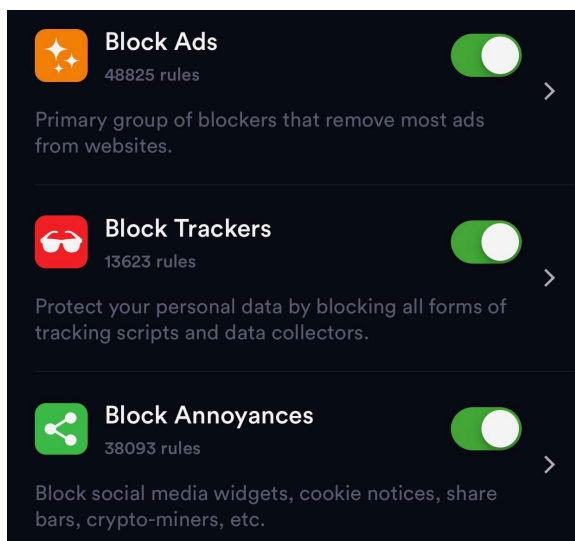 Block Ads
48825 rules
Primary group of blockers that remove most ads
from websites.
Block Trackers
13623 rules
Protect your personal data by blocking all forms of
tracking scripts and data collectors.
Block Annoyances
38093 rules
Block social media widgets, cookie notices, share
bars, crypto-miners, etc.